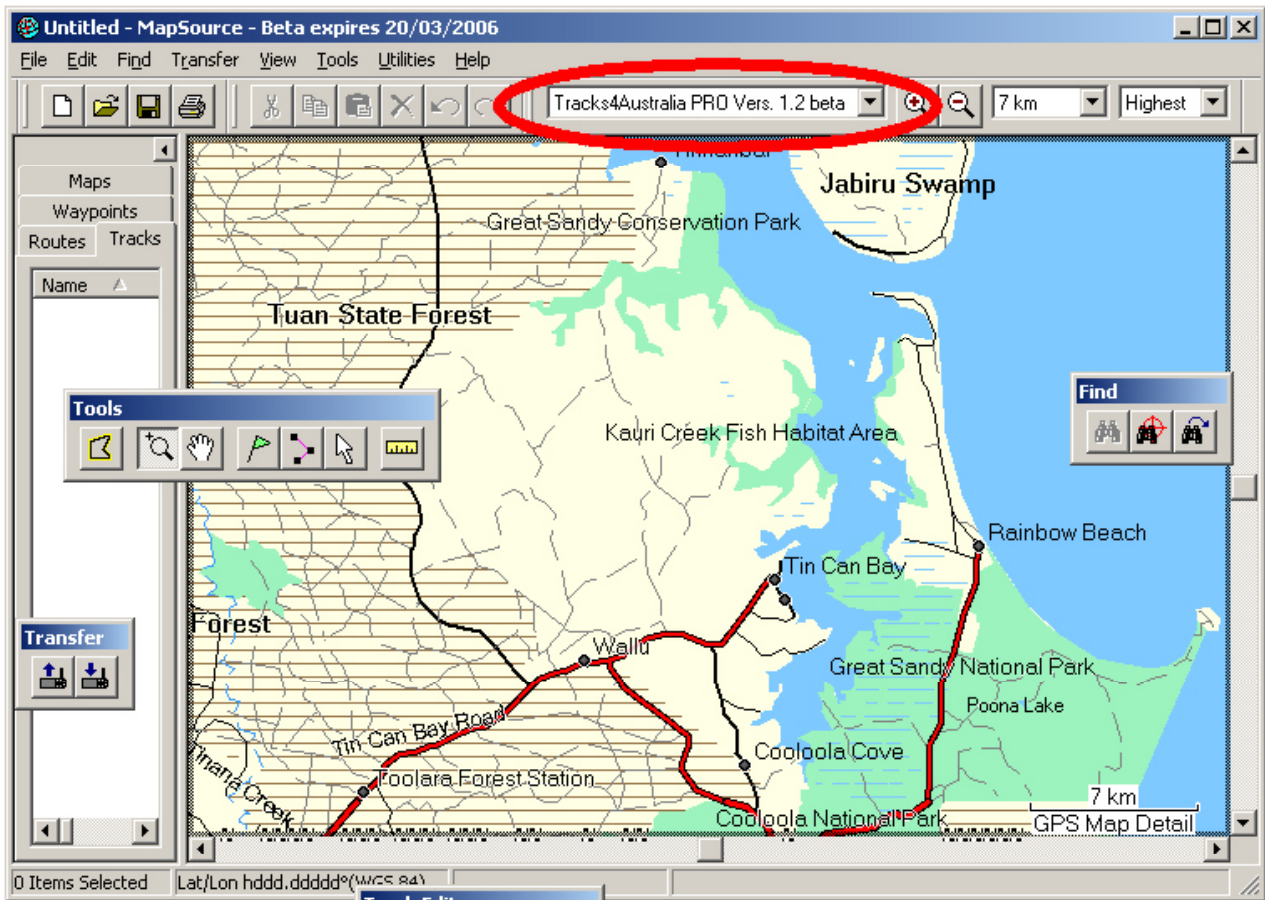 Untitled - MapSource - Beta expires 20/03/2006
File Edit Find Transfer View Tools Utilities Help
Tracks4Australia PRO Vers. 1.2 beta
7 km
Highest
Maps
Waypoints
Routes Tracks
Name
Jabiru Swamp
Great Sandy Conservation Park
Tuan State Forest
Tools
Find
Kauri Creek Fish Habitat Area
Rainbow Beach
Tin Can Bay
Forest
Transfer
Wallu
Great Sandy National Park
Poona Lake
Tin Can Bay Road
Cooloola Cove
Tinana Creek
Toolara Forest Station
7 km
Cooloola National Park
GPS Map Detail
0 Items Selected
Lat/Lon hddd.ddddd°(WGS 84)